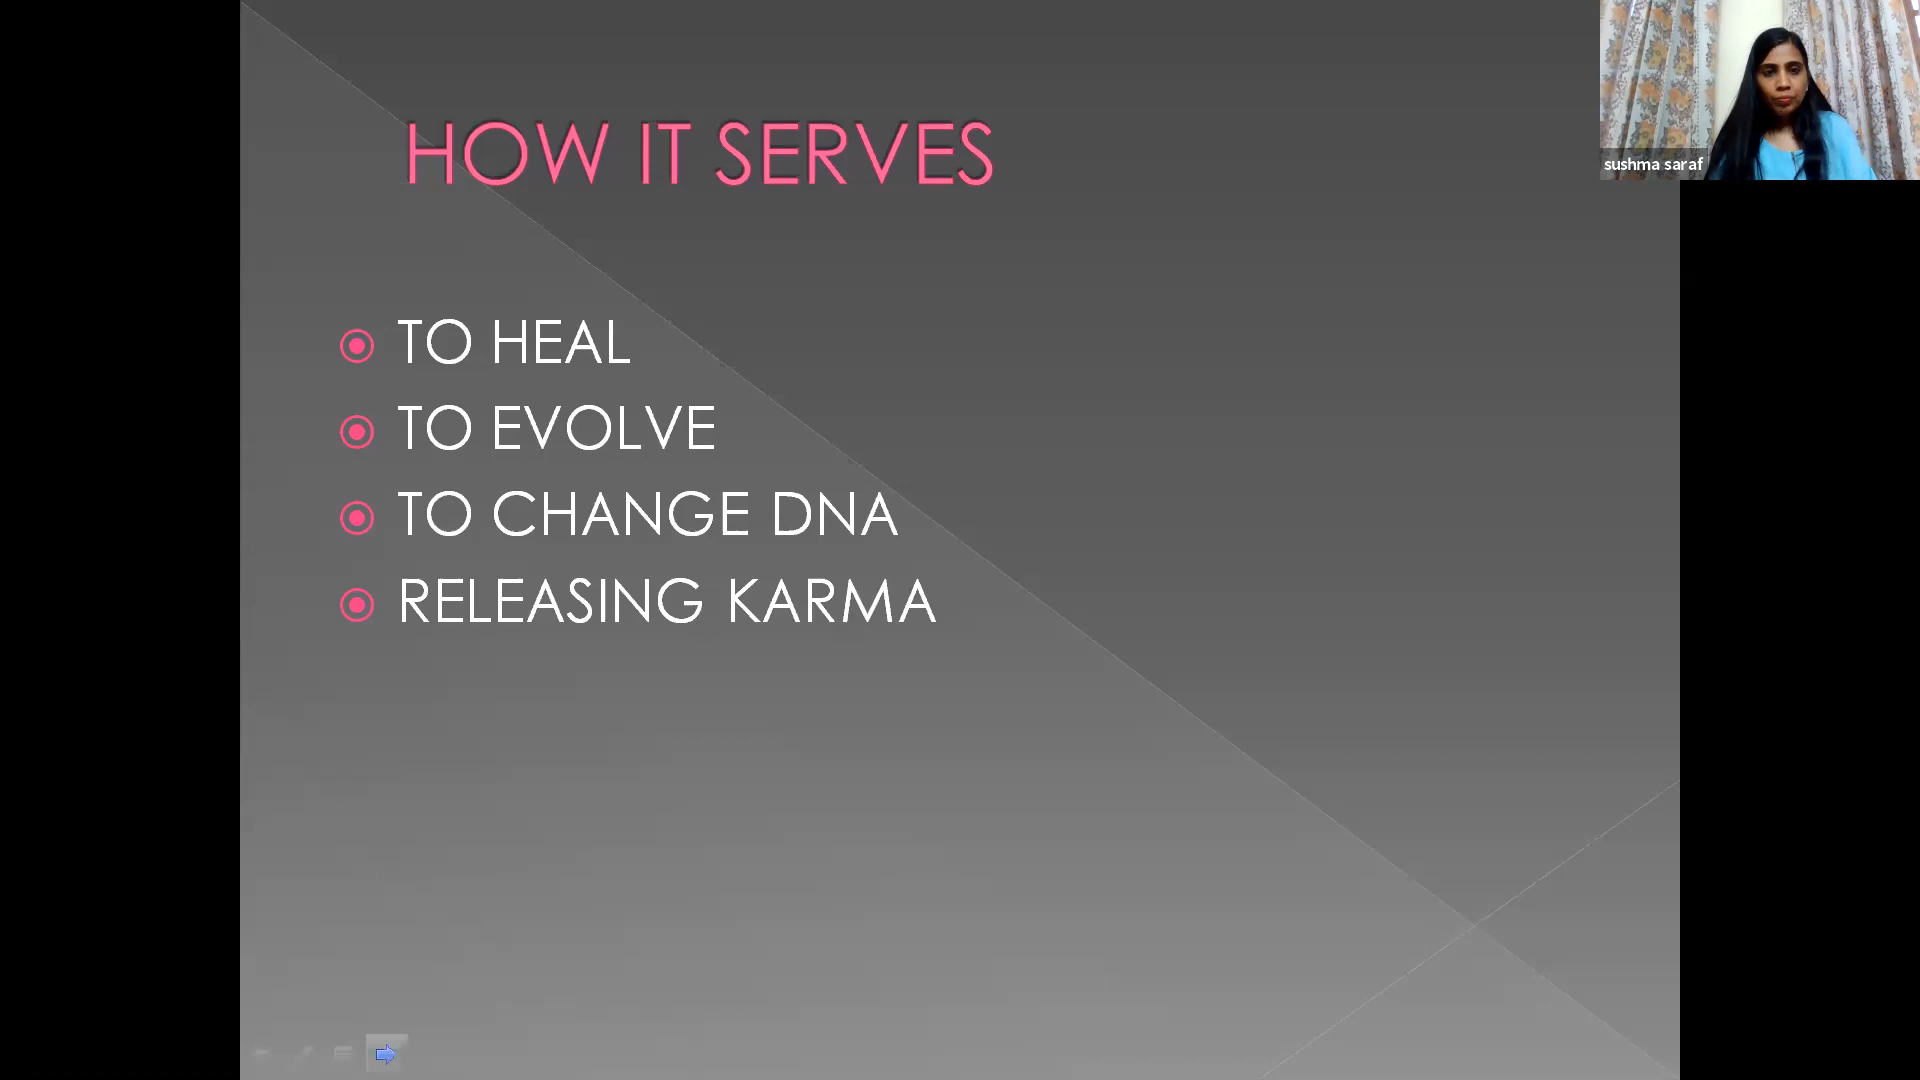 HOW IT SERVES
sushma saraf
TO HEAL
TO EVOLVE
TO CHANGE DNA
RELEASING KARMA